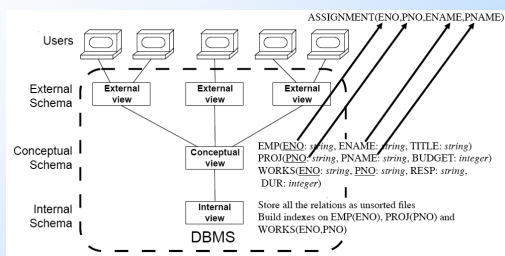 ASSIGNMENT(ENO,PNO,ENAME,PNAME)
Users
External Schema
External view
External view
External view
Conceptual Schema
Conceptual view
EMP(ENO: string, ENAME: string, TITLE: string)
PROJ(PNO: string, PNAME: string, BUDGET: integer)
WORKS(ENO: string, PNO: string, RESP: string,
DUR: integer)
Internal Schema
Internal view
Store all the relations as unsorted files
Build indexes on EMP(ENO), PROJ(PNO) and
WORKS(ENO,PNO)
DBMS